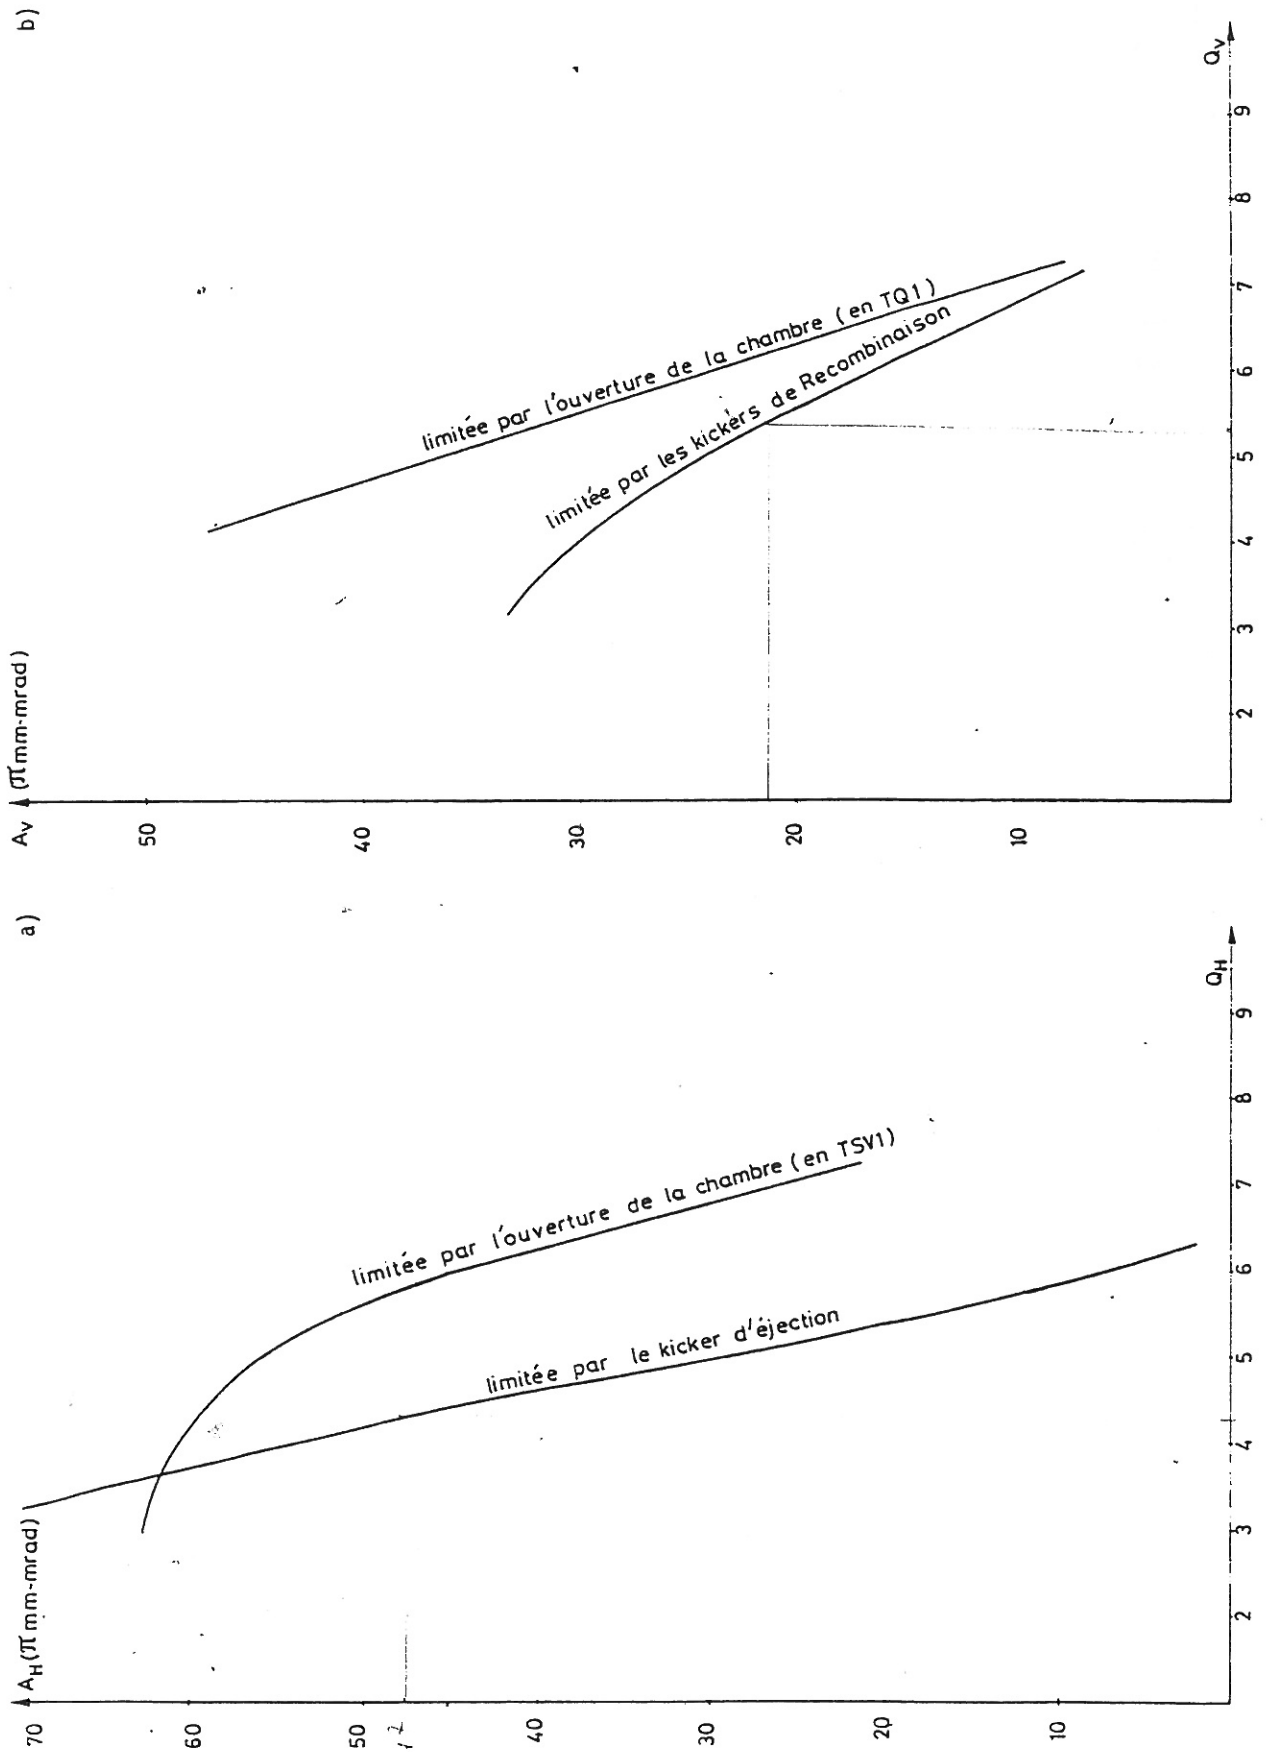 a)
A_H (π mm-mrad)
70
60
50
40
30
20
10
limitée par l'ouverture de la chambre (en TSV1)
limitée par le kicker d'éjection
2
3
4
5
6
7
8
9
Q_H
b)
A_V (π mm-mrad)
50
40
30
20
10
limitée par l'ouverture de la chambre (en TQ1)
limitée par les kickers de Recombinaison
2
3
4
5
6
7
8
9
Q_V